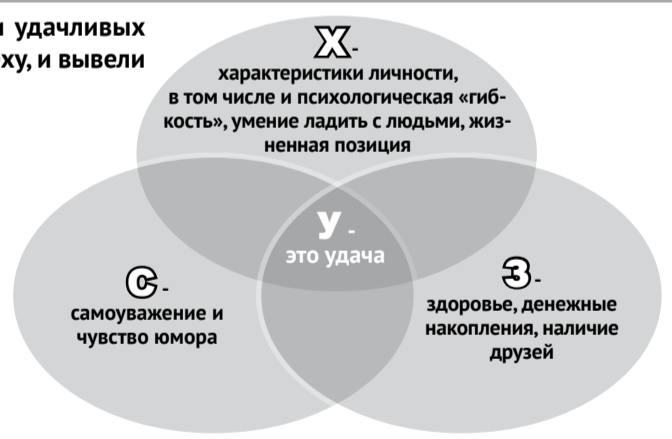 удачливых
и вывели
Х-
характеристики личности,
в том числе и психологическая «гиб-
кость», умение ладить с людьми, жиз-
ненная позиция
У -
это удача
С-
самоуважение и
чувство юмора
З-
здоровье, денежные
накопления, наличие
друзей